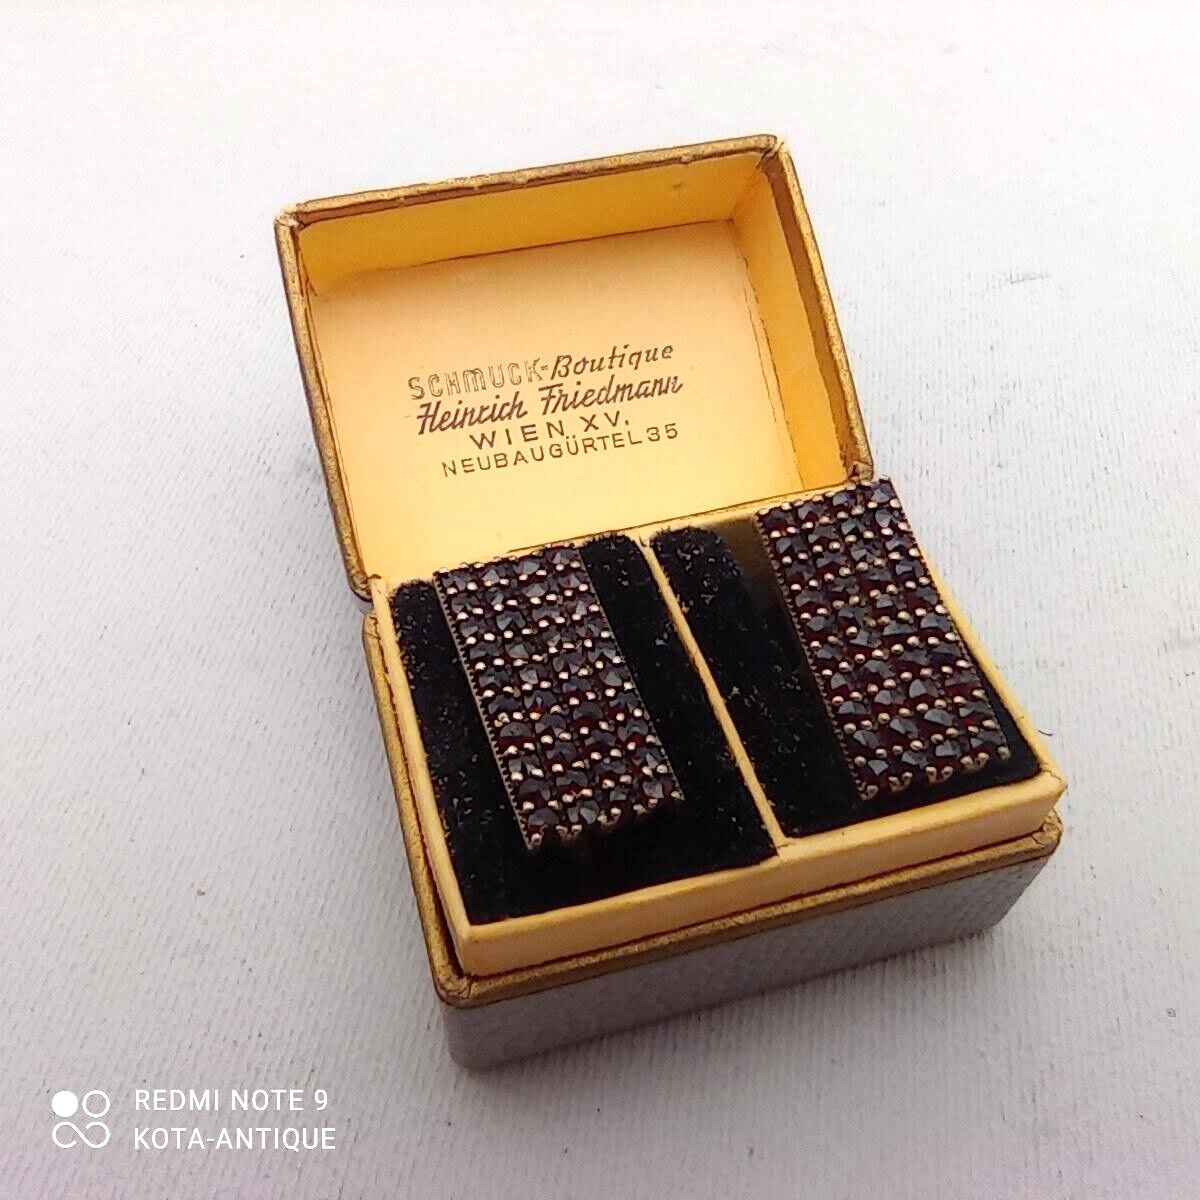 SCHMUCK-Boutique
Heinrich Friedmann
WIEN XV.
NEUBAUGÜRTEL 35
REDMI NOTE 9
KOTA-ANTIQUE